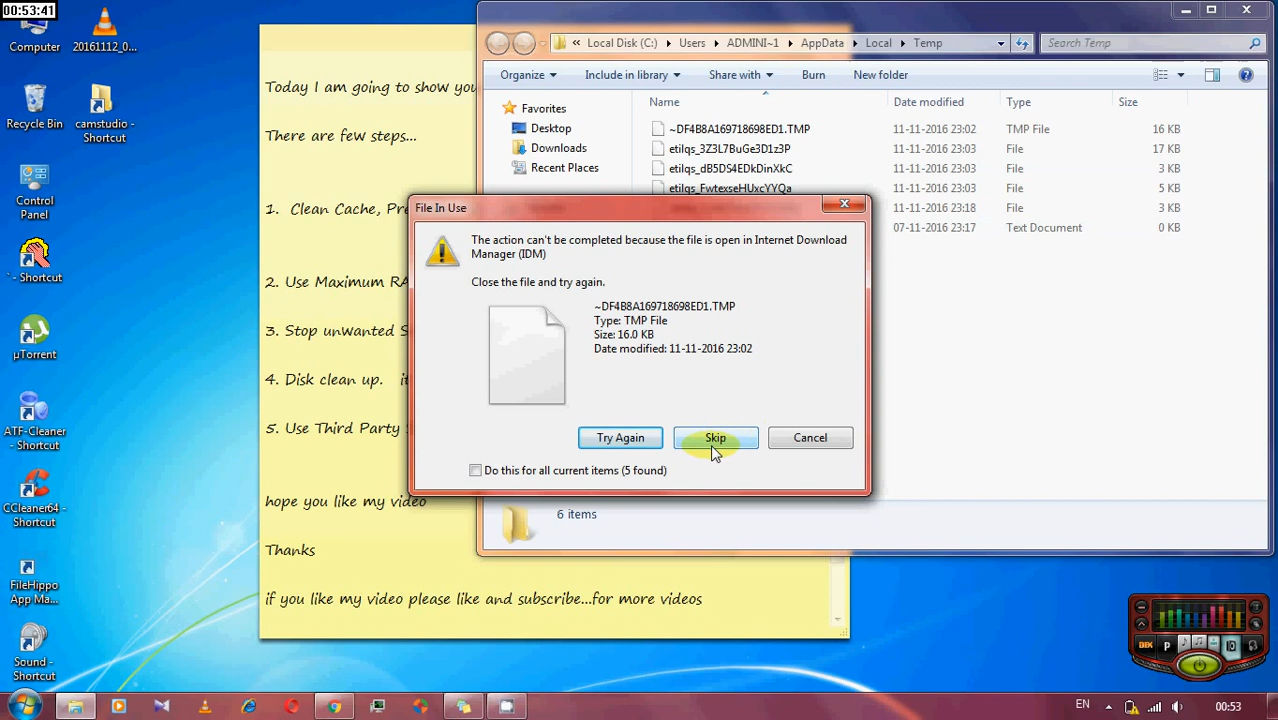 00:53:41
Computer
20161112_0...
Recycle Bin
camstudio - Shortcut
Control Panel
` - Shortcut
µTorrent
ATF-Cleaner - Shortcut
CCleaner64 - Shortcut
FileHippo App Ma...
Sound - Shortcut
Today I am going to show you
There are few steps...
1. Clean Cache, Pre
2. Use Maximum RA
3. Stop unwanted S
4. Disk clean up.
5. Use Third Party
hope you like my video
Thanks
if you like my video please like and subscribe...for more videos
« Local Disk (C:) Users ADMINI~1 AppData Local Temp
Search Temp
Organize Include in library Share with Burn New folder
Favorites
Desktop
Downloads
Recent Places
Name Date modified Type Size
~DF4B8A169718698ED1.TMP 11-11-2016 23:02 TMP File 16 KB
etilqs_3Z3L7BuGe3D1z3P 11-11-2016 23:03 File 17 KB
etilqs_dB5DS4EDkDinXkC 11-11-2016 23:03 File 3 KB
etilqs_FwtexseHUxcYYQa 11-11-2016 23:03 File 5 KB
11-11-2016 23:18 File 3 KB
07-11-2016 23:17 Text Document 0 KB
File In Use
The action can't be completed because the file is open in Internet Download
Manager (IDM)
Close the file and try again.
~DF4B8A169718698ED1.TMP
Type: TMP File
Size: 16.0 KB
Date modified: 11-11-2016 23:02
Try Again Skip Cancel
Do this for all current items (5 found)
6 items
DEX P
EN 00:53